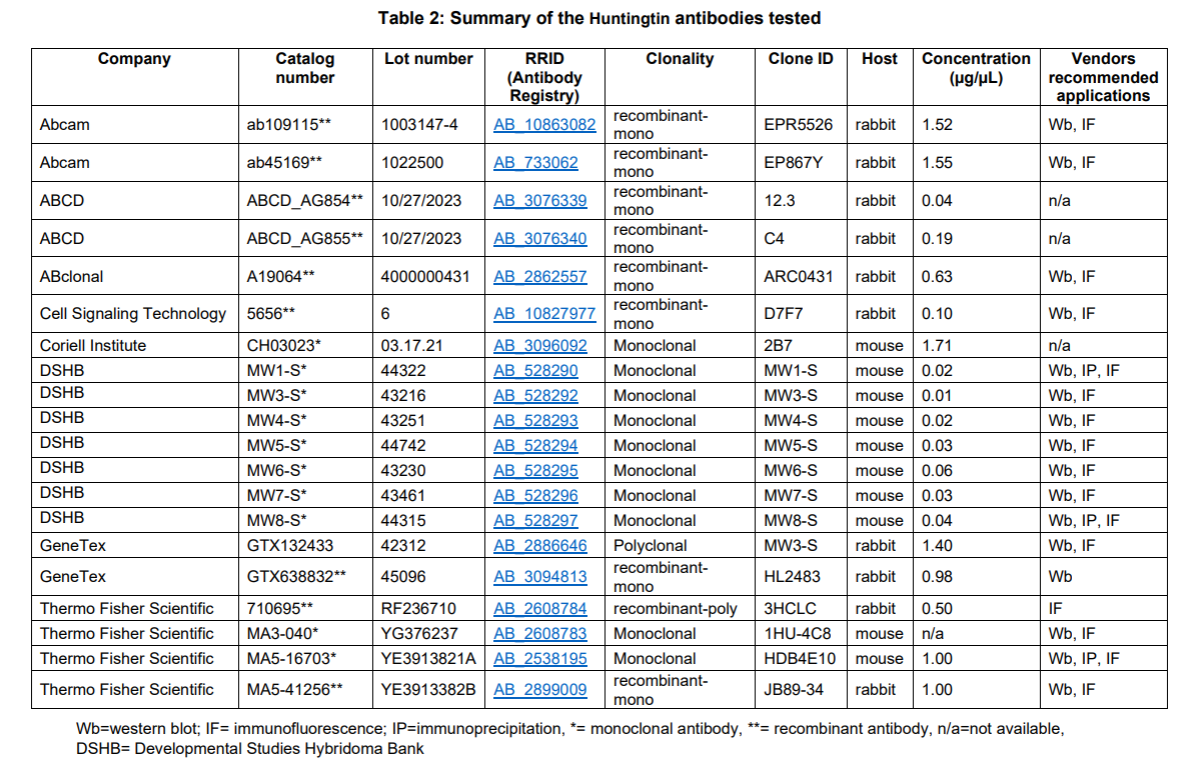 Table 2: Summary of the Huntingtin antibodies tested
Company Catalog number Lot number RRID (Antibody Registry) Clonality Clone ID Host Concentration (µg/µL) Vendors recommended applications
Abcam ab109115** 1003147-4 AB_10863082 recombinant-mono EPR5526 rabbit 1.52 Wb, IF
Abcam ab45169** 1022500 AB_733062 recombinant-mono EP867Y rabbit 1.55 Wb, IF
ABCD ABCD_AG854** 10/27/2023 AB_3076339 recombinant-mono 12.3 rabbit 0.04 n/a
ABCD ABCD_AG855** 10/27/2023 AB_3076340 recombinant-mono C4 rabbit 0.19 n/a
ABclonal A19064** 4000000431 AB_2862557 recombinant-mono ARC0431 rabbit 0.63 Wb, IF
Cell Signaling Technology 5656** 6 AB_10827977 recombinant-mono D7F7 rabbit 0.10 Wb, IF
Coriell Institute CH03023* 03.17.21 AB_3096092 Monoclonal 2B7 mouse 1.71 n/a
DSHB MW1-S* 44322 AB_528290 Monoclonal MW1-S mouse 0.02 Wb, IP, IF
DSHB MW3-S* 43216 AB_528292 Monoclonal MW3-S mouse 0.01 Wb, IF
DSHB MW4-S* 43251 AB_528293 Monoclonal MW4-S mouse 0.02 Wb, IF
DSHB MW5-S* 44742 AB_528294 Monoclonal MW5-S mouse 0.03 Wb, IF
DSHB MW6-S* 43230 AB_528295 Monoclonal MW6-S mouse 0.06 Wb, IF
DSHB MW7-S* 43461 AB_528296 Monoclonal MW7-S mouse 0.03 Wb, IF
DSHB MW8-S* 44315 AB_528297 Monoclonal MW8-S mouse 0.04 Wb, IP, IF
GeneTex GTX132433 42312 AB_2886646 Polyclonal MW3-S rabbit 1.40 Wb, IF
GeneTex GTX638832** 45096 AB_3094813 recombinant-mono HL2483 rabbit 0.98 Wb
Thermo Fisher Scientific 710695** RF236710 AB_2608784 recombinant-poly 3HCLC rabbit 0.50 IF
Thermo Fisher Scientific MA3-040* YG376237 AB_2608783 Monoclonal 1HU-4C8 mouse n/a Wb, IF
Thermo Fisher Scientific MA5-16703* YE3913821A AB_2538195 Monoclonal HDB4E10 mouse 1.00 Wb, IP, IF
Thermo Fisher Scientific MA5-41256** YE3913382B AB_2899009 recombinant-mono JB89-34 rabbit 1.00 Wb, IF
Wb=western blot; IF= immunofluorescence; IP=immunoprecipitation, *= monoclonal antibody, **= recombinant antibody, n/a=not available,
DSHB= Developmental Studies Hybridoma Bank